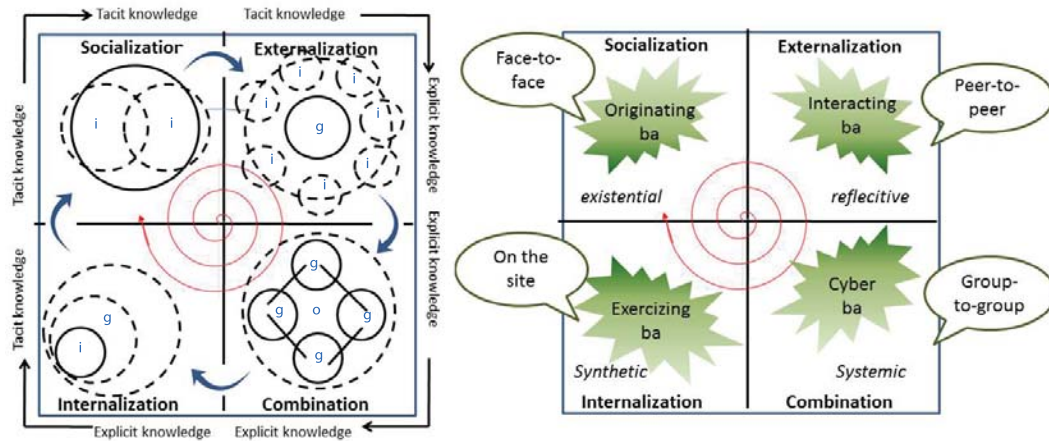 Tacit knowledge
Tacit knowledge
Socialization
Externalization
Tacit knowledge
Explicit knowledge
i
i
i
i
i
i
i
i
i
g
Tacit knowledge
Explicit knowledge
g
i
g
g
o
g
g
Internalization
Combination
Explicit knowledge
Explicit knowledge
Socialization
Externalization
Face-to-
face
Originating
ba
Interacting
ba
Peer-to-
peer
existential
reflecitive
On the
site
Exercizing
ba
Cyber
ba
Group-
to-group
Synthetic
Systemic
Internalization
Combination